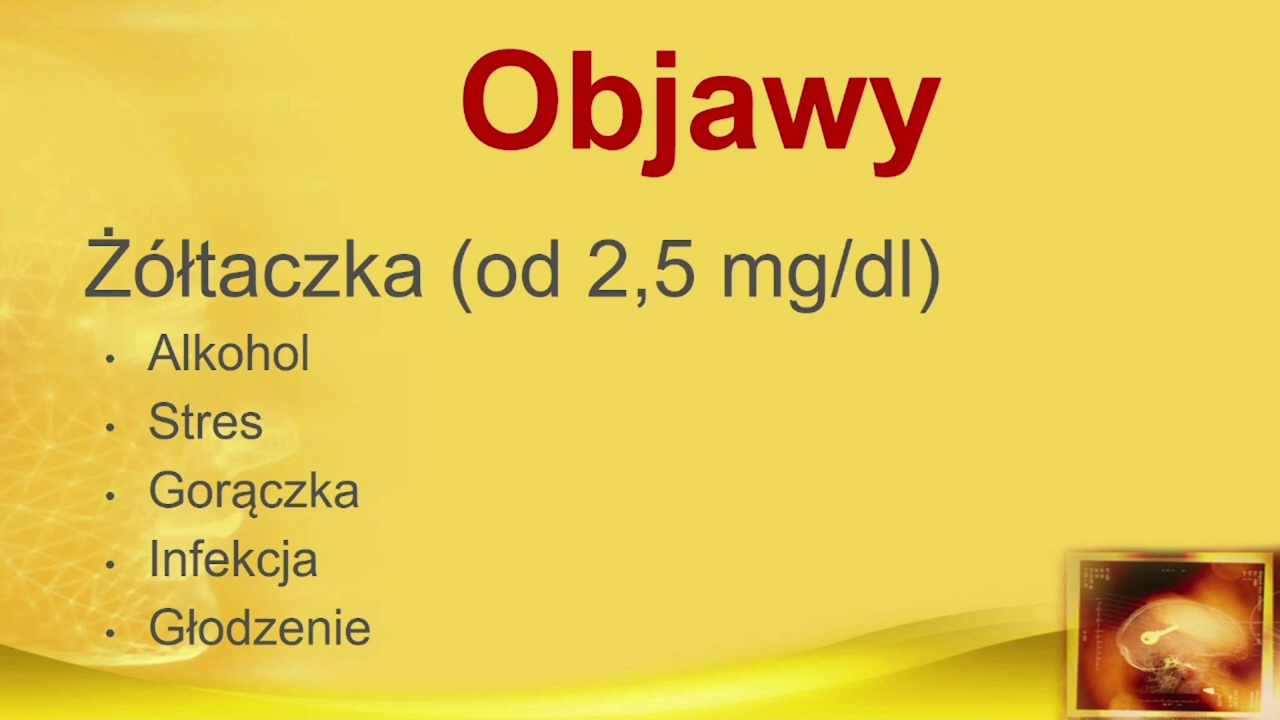 Objawy
Żółtaczka (od 2,5 mg/dl)
• Alkohol
• Stres
• Gorączka
• Infekcja
• Głodzenie